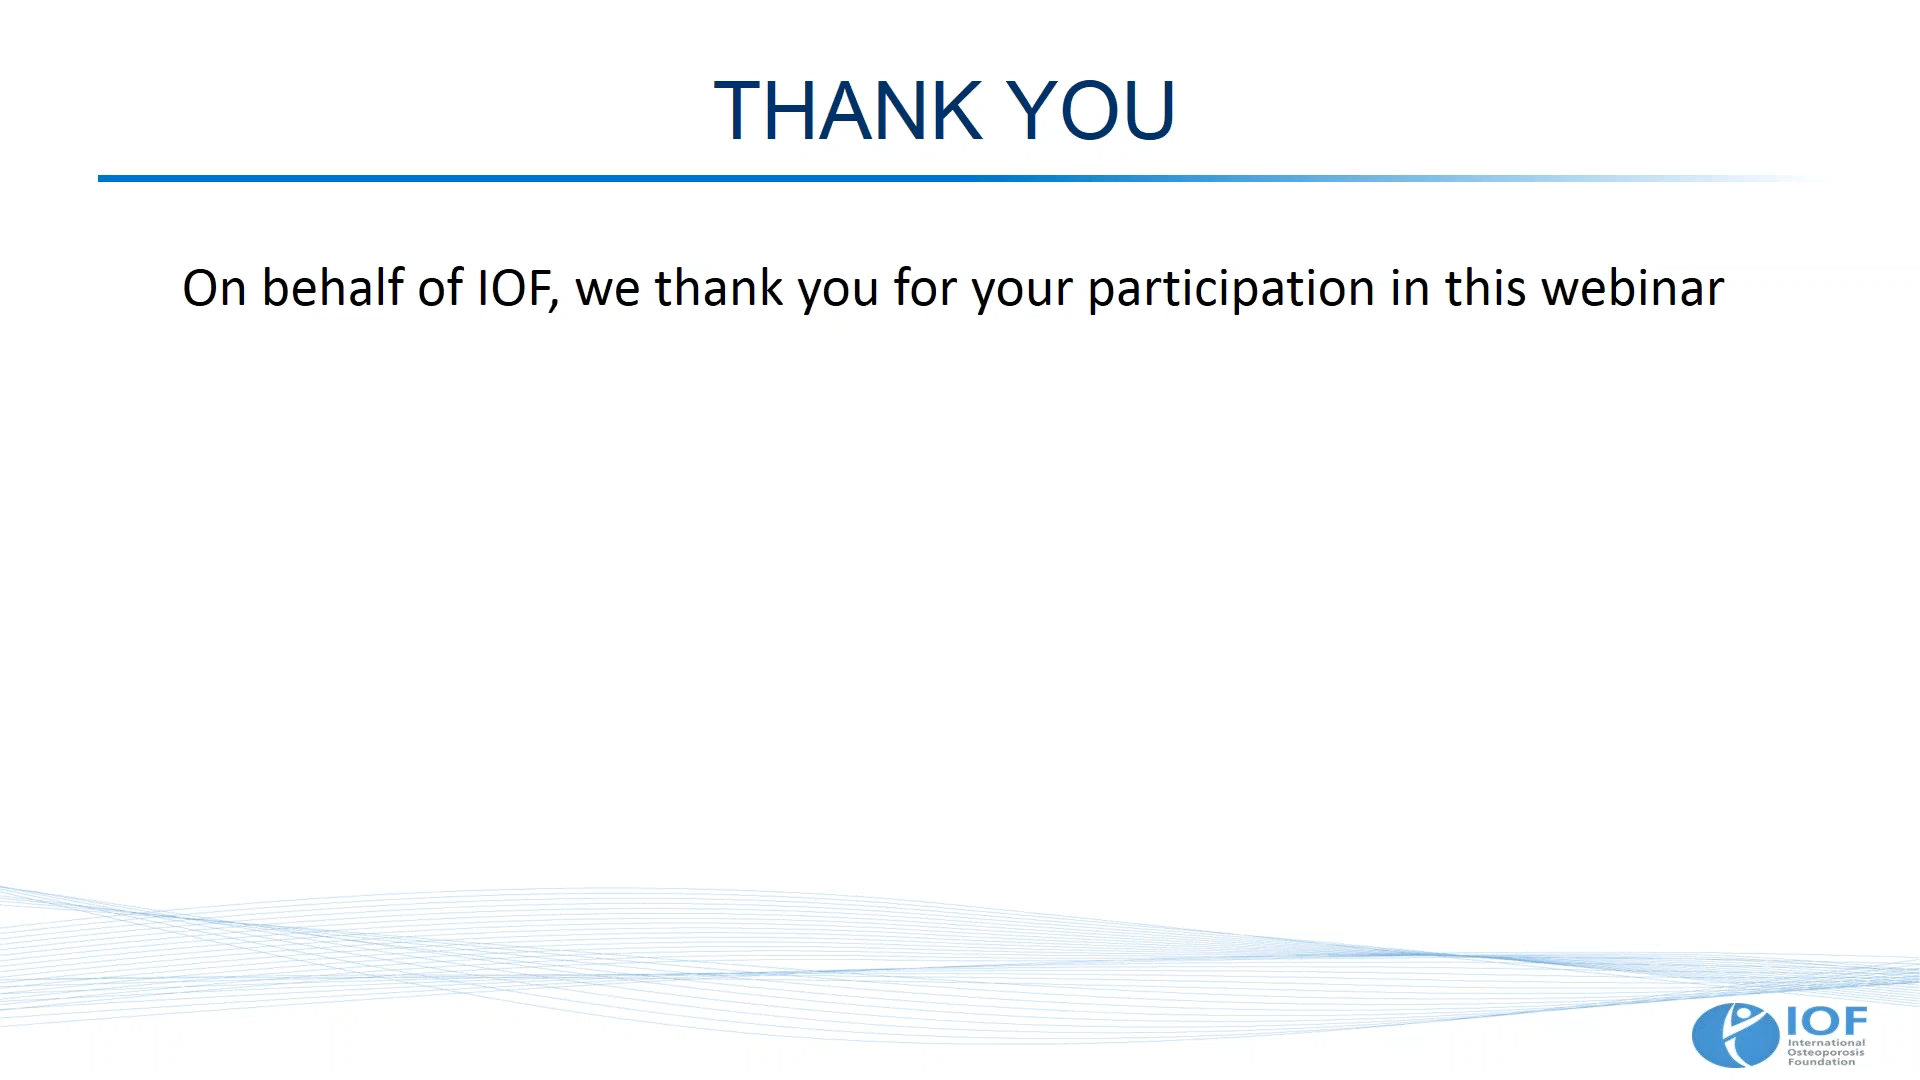 THANK YOU
On behalf of IOF, we thank you for your participation in this webinar
IOF
International
Osteoporosis
Foundation